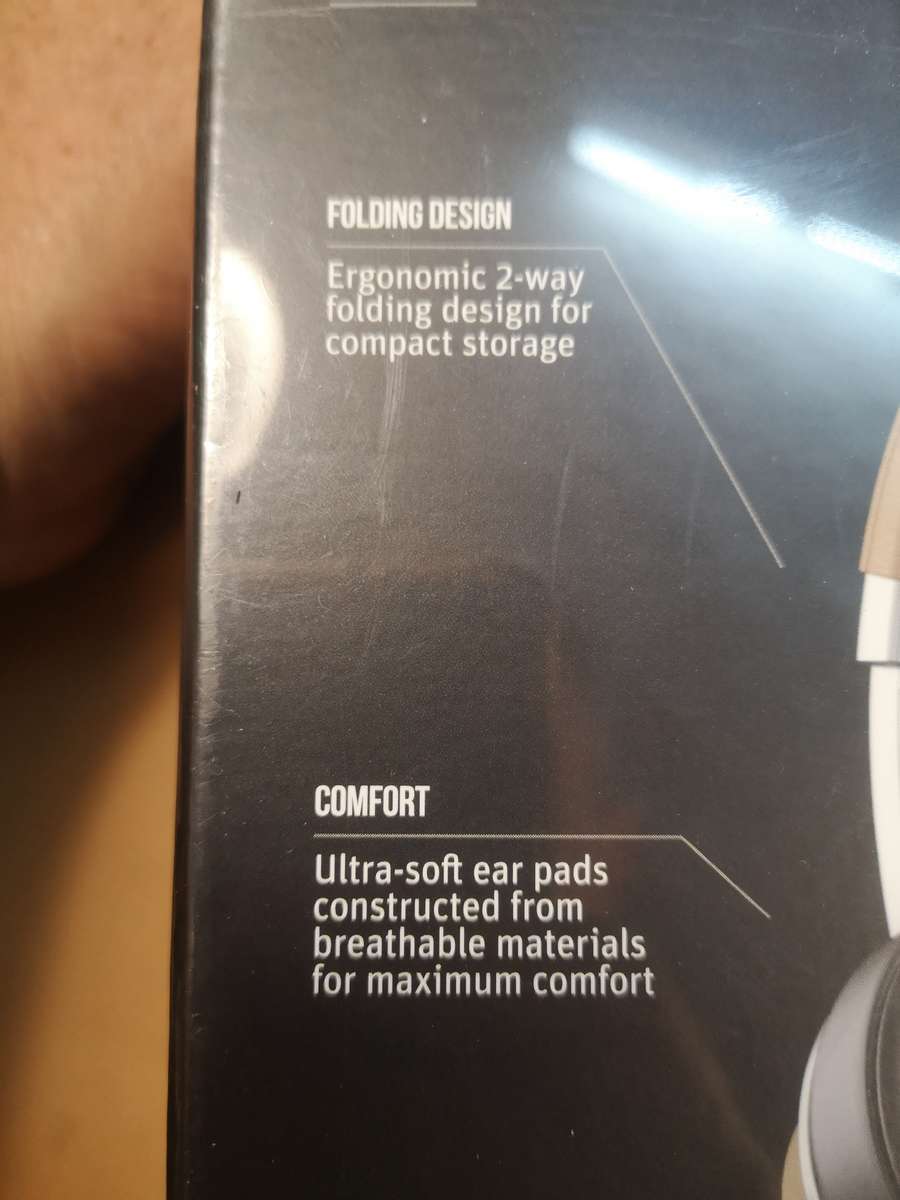 FOLDING DESIGN
Ergonomic 2-way
folding design for
compact storage
COMFORT
Ultra-soft ear pads
constructed from
breathable materials
for maximum comfort